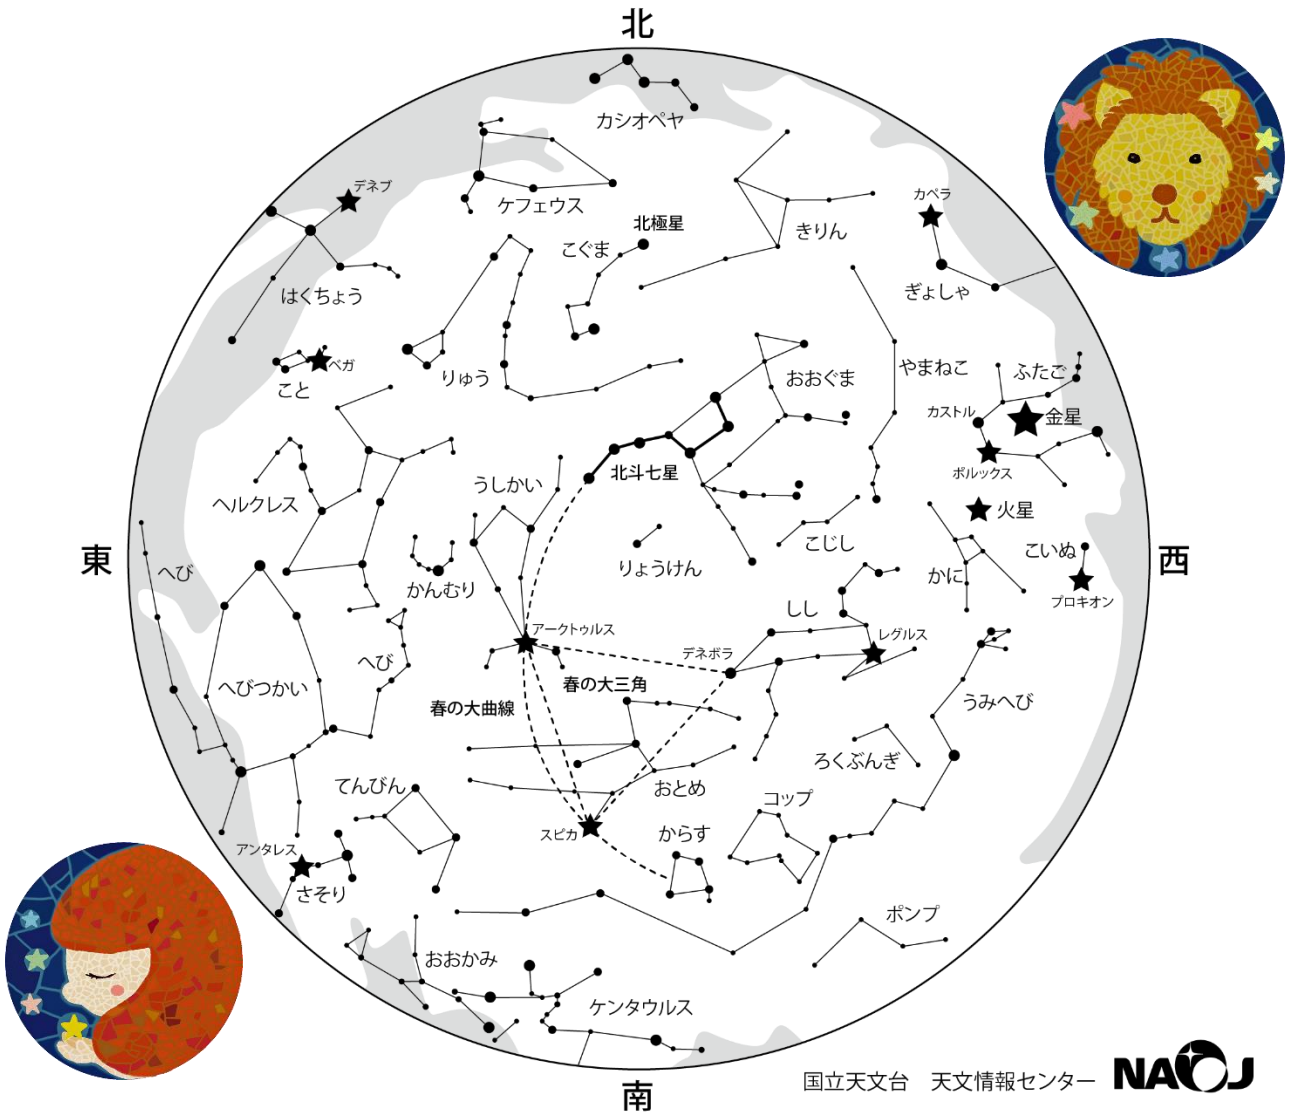 北
カシオペヤ
デネブ
ケフェウス
北極星
カペラ
こぐま
きりん
はくちょう
ぎょしゃ
ベガ
こと
りゅう
おおぐま
やまねこ
ふたご
カストル
金星
北斗七星
ポルックス
うしかい
ヘルクレス
火星
東
へび
かんむり
りょうけん
こじし
かに
こいぬ
プロキオン
西
しし
アークトゥルス
デネボラ
レグルス
へび
へびつかい
春の大三角
春の大曲線
うみへび
ろくぶんぎ
てんびん
おとめ
コップ
スピカ
からす
アンタレス
さそり
ポンプ
おおかみ
ケンタウルス
南
国立天文台 天文情報センター NAOJ